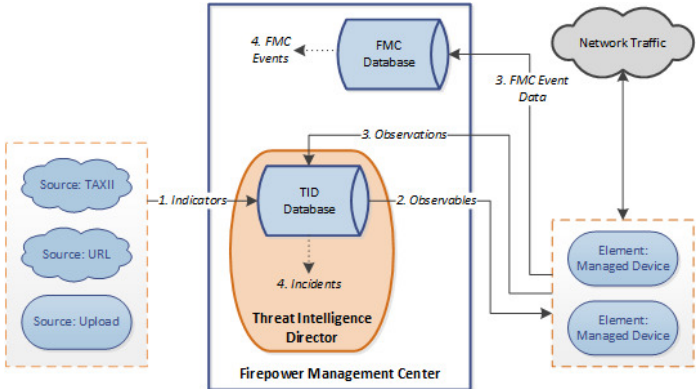 4. FMC
Events
FMC
Database
Network Traffic
3. FMC Event
Data
3. Observations
Source: TAXII
1. Indicators
TID
Database
2. Observables
Source: URL
Element:
Managed Device
4. Incidents
Source: Upload
Threat Intelligence
Director
Element:
Managed Device
Firepower Management Center